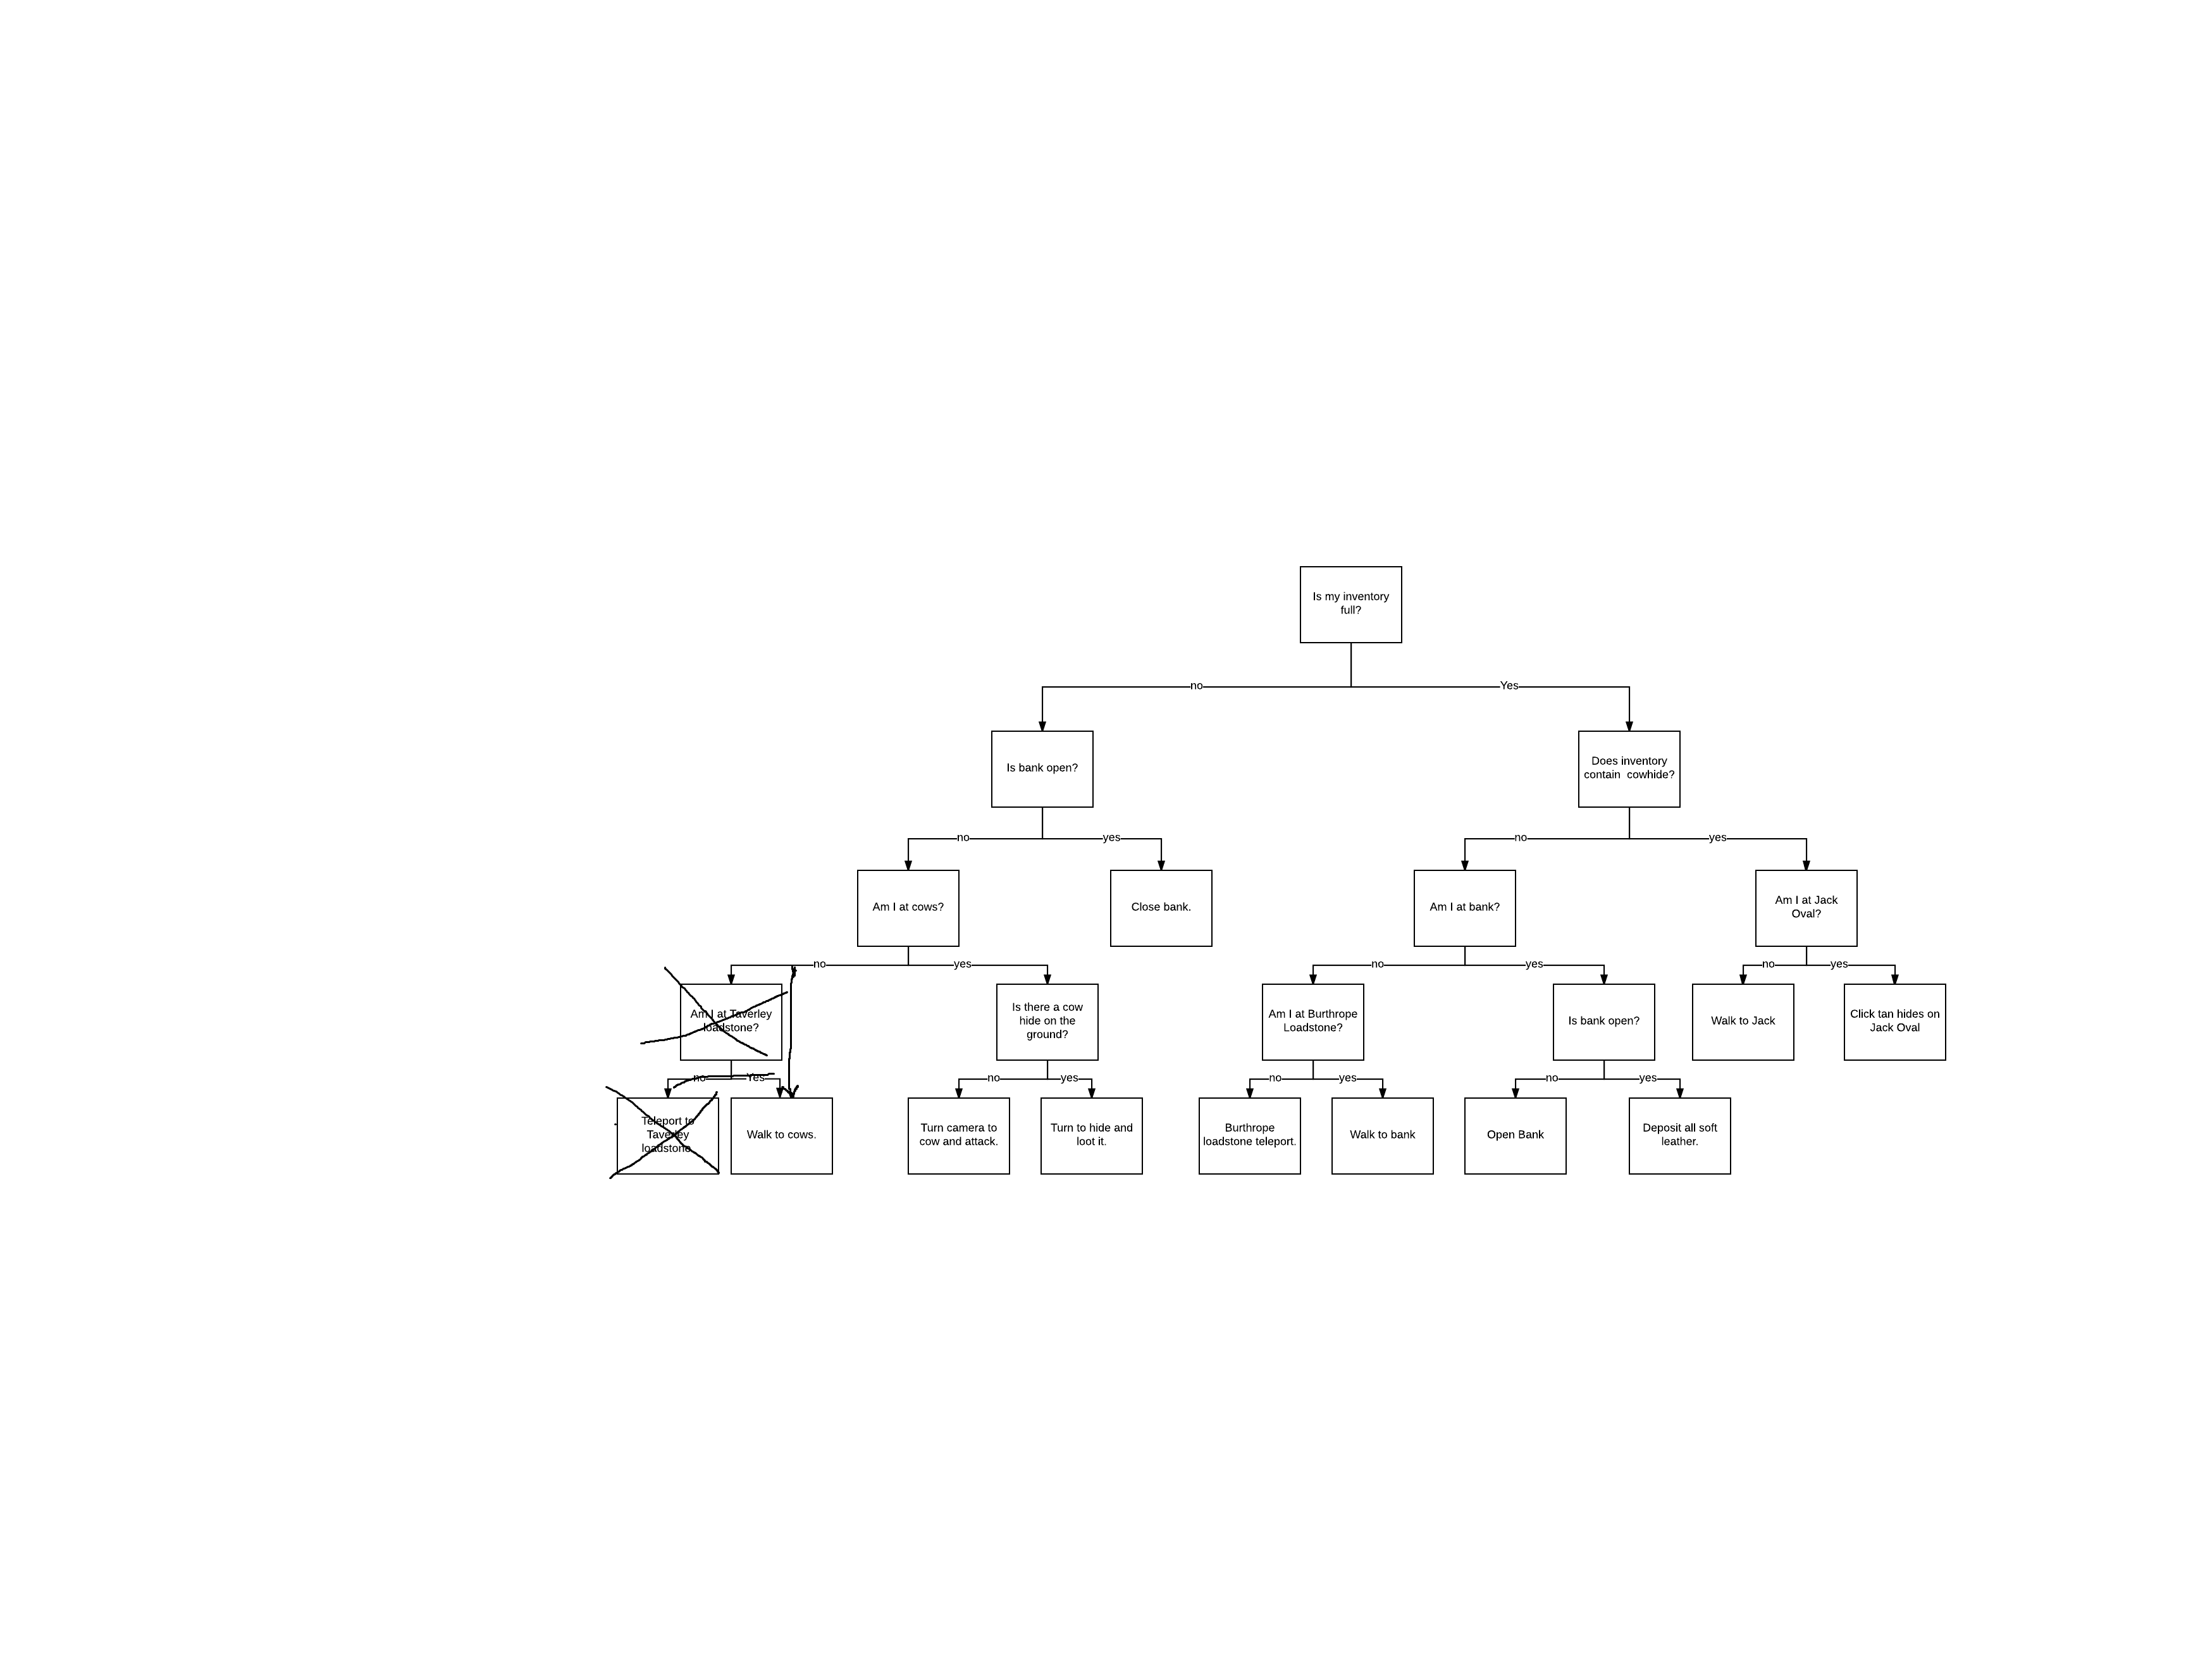 Is my inventory
full?
no
Yes
Is bank open?
Does inventory
contain  cowhide?
no
yes
no
yes
Am I at cows?
Close bank.
Am I at bank?
Am I at Jack
Oval?
no
yes
no
yes
no
yes
Am I at Taverley
loadstone?
Is there a cow
hide on the
ground?
Am I at Burthrope
Loadstone?
Is bank open?
Walk to Jack
Click tan hides on
Jack Oval
no
Yes
no
yes
no
yes
no
yes
Teleport to
Taverley
loadstone
Walk to cows.
Turn camera to
cow and attack.
Turn to hide and
loot it.
Burthrope
loadstone teleport.
Walk to bank
Open Bank
Deposit all soft
leather.